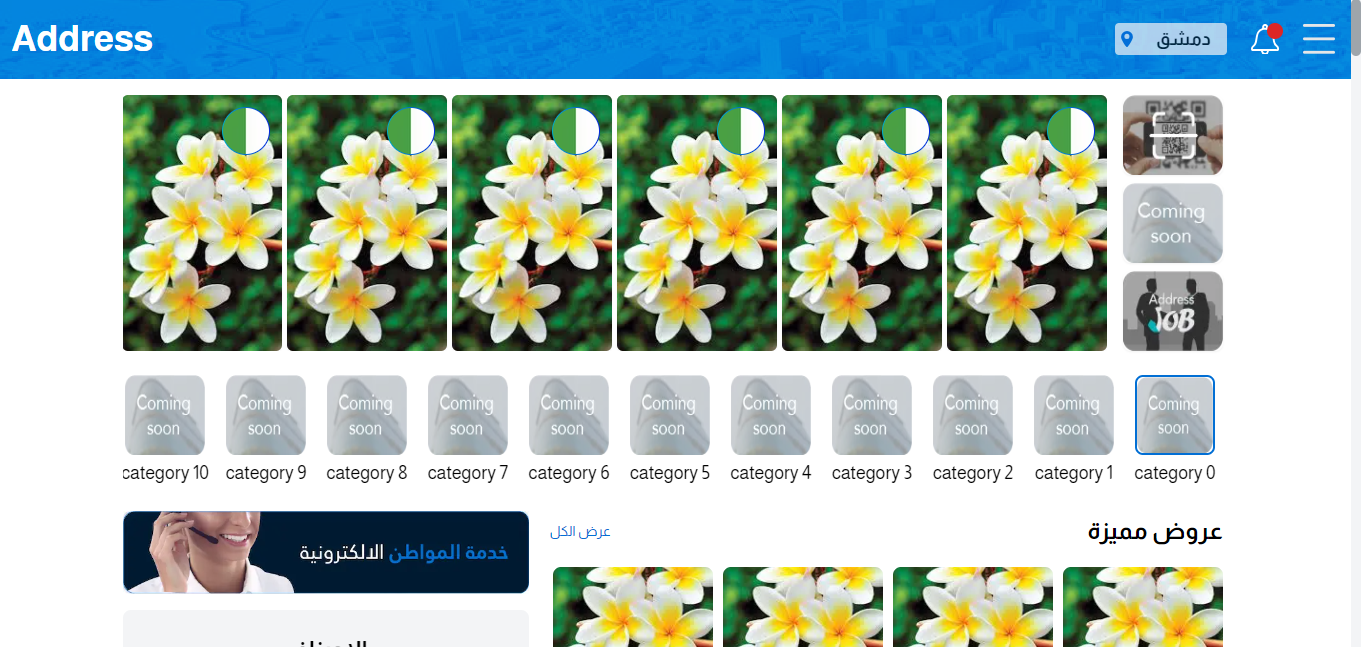 Address
دمشق
Coming
soon
Address
JOB
Coming
soon
category 0
Coming
soon
category 1
Coming
soon
category 2
Coming
soon
category 3
Coming
soon
category 4
Coming
soon
category 5
Coming
soon
category 6
Coming
soon
category 7
Coming
soon
category 8
Coming
soon
category 9
Coming
soon
category 10
عروض مميزة
عرض الكل
خدمة المواطن الالكترونية